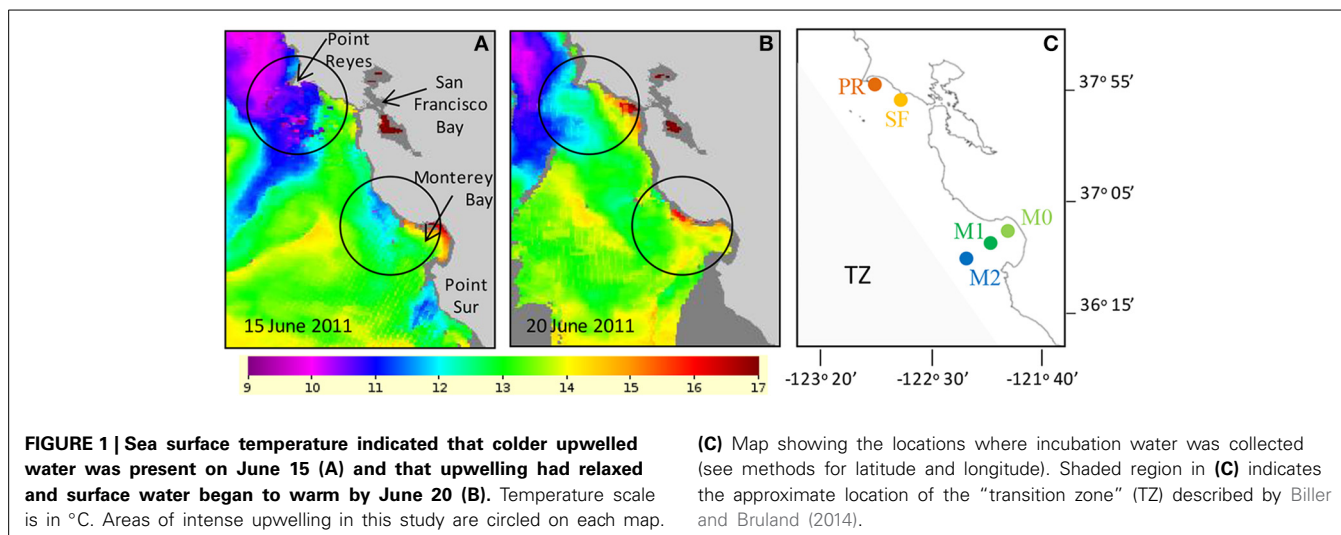 A
Point
Reyes
San
Francisco
Bay
Monterey
Bay
Point
Sur
15 June 2011
B
20 June 2011
C
PR
SF
M0
M1
M2
TZ
37° 55′
37° 05′
36° 15′
-123° 20′
-122° 30′
-121° 40′
9 10 11 12 13 14 15 16 17
FIGURE 1 | Sea surface temperature indicated that colder upwelled
water was present on June 15 (A) and that upwelling had relaxed
and surface water began to warm by June 20 (B). Temperature scale
is in °C. Areas of intense upwelling in this study are circled on each map.
(C) Map showing the locations where incubation water was collected
(see methods for latitude and longitude). Shaded region in (C) indicates
the approximate location of the “transition zone” (TZ) described by Biller
and Bruland (2014).